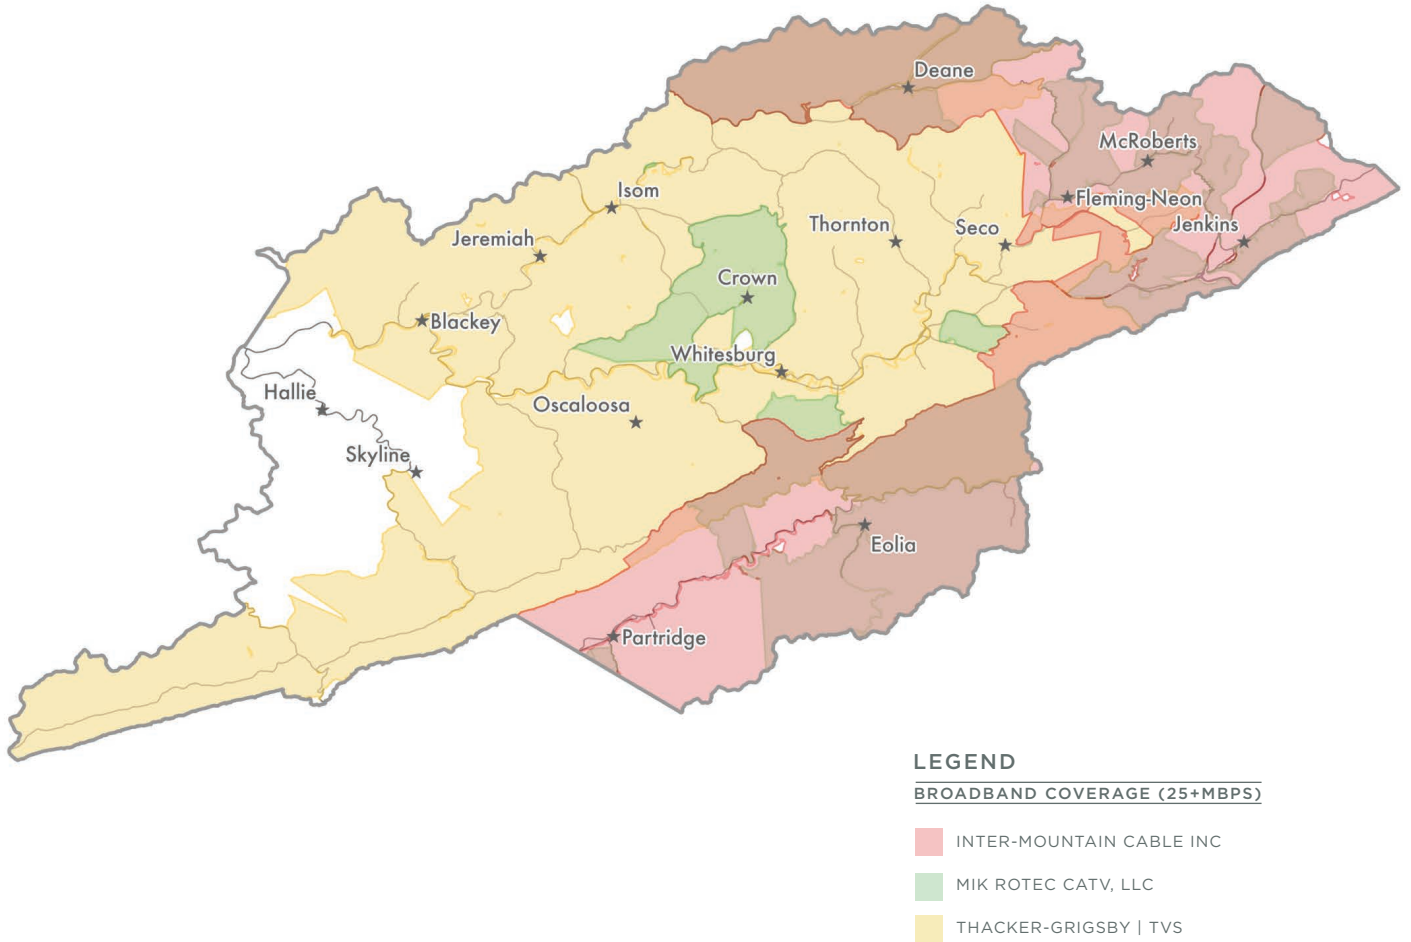 Deane
McRoberts
Isom
Fleming-Neon
Thornton
Seco
Jenkins
Jeremiah
Crown
Blackey
Whitesburg
Hallie
Oscaloosa
Skyline
Eolia
Partridge
LEGEND
BROADBAND COVERAGE (25+MBPS)
INTER-MOUNTAIN CABLE INC
MIK ROTEC CATV, LLC
THACKER-GRIGSBY | TVS